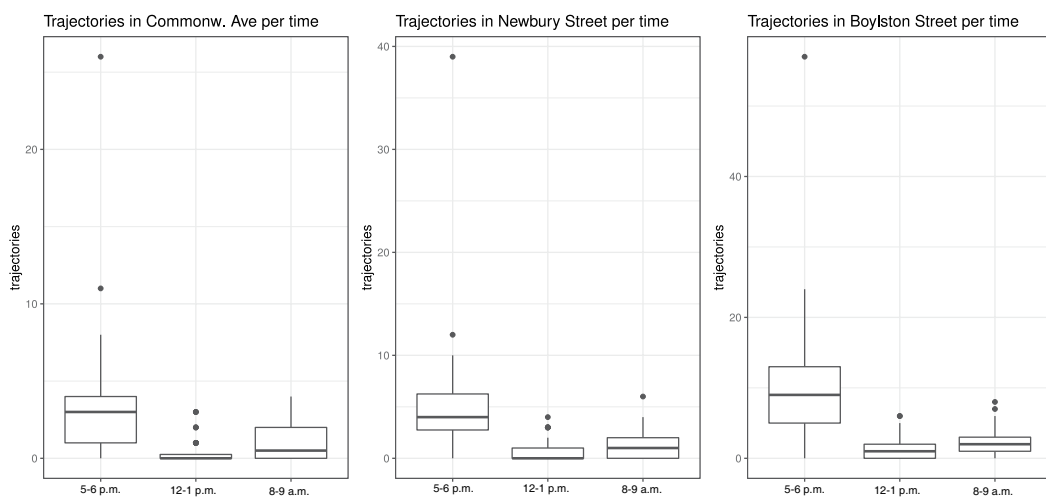 Trajectories in Commonw. Ave per time
trajectories
20
10
0
5-6 p.m.
12-1 p.m.
8-9 a.m.
Trajectories in Newbury Street per time
trajectories
40
30
20
10
0
5-6 p.m.
12-1 p.m.
8-9 a.m.
Trajectories in Boylston Street per time
trajectories
40
20
0
5-6 p.m.
12-1 p.m.
8-9 a.m.